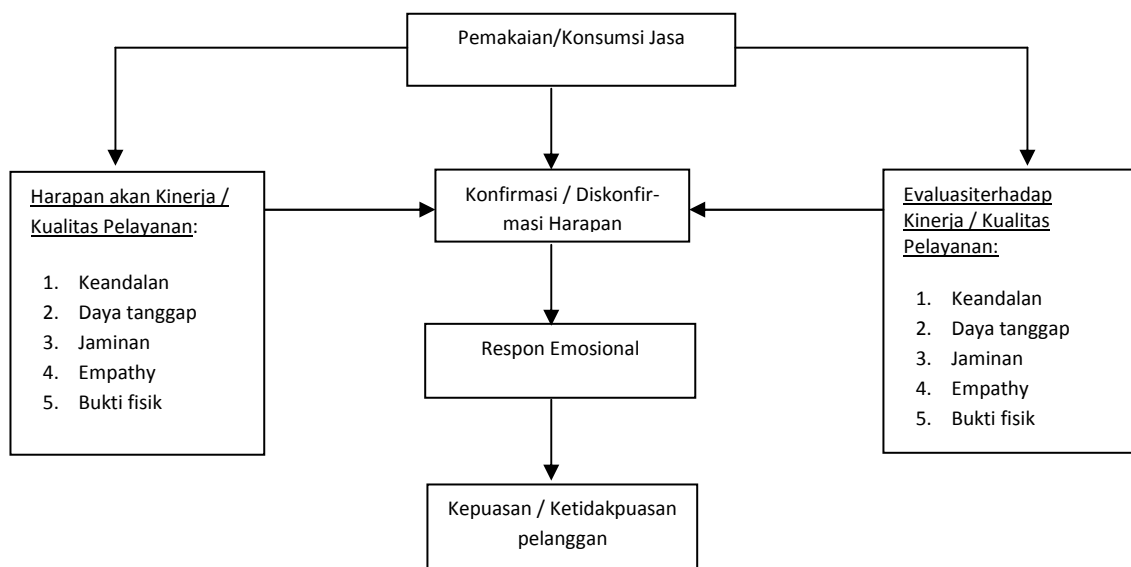 Pemakaian/Konsumsi Jasa
Harapan akan Kinerja /
Kualitas Pelayanan:
1. Keandalan
2. Daya tanggap
3. Jaminan
4. Empathy
5. Bukti fisik
Konfirmasi / Diskonfir-
masi Harapan
Evaluasiterhadap
Kinerja / Kualitas
Pelayanan:
1. Keandalan
2. Daya tanggap
3. Jaminan
4. Empathy
5. Bukti fisik
Respon Emosional
Kepuasan / Ketidakpuasan
pelanggan